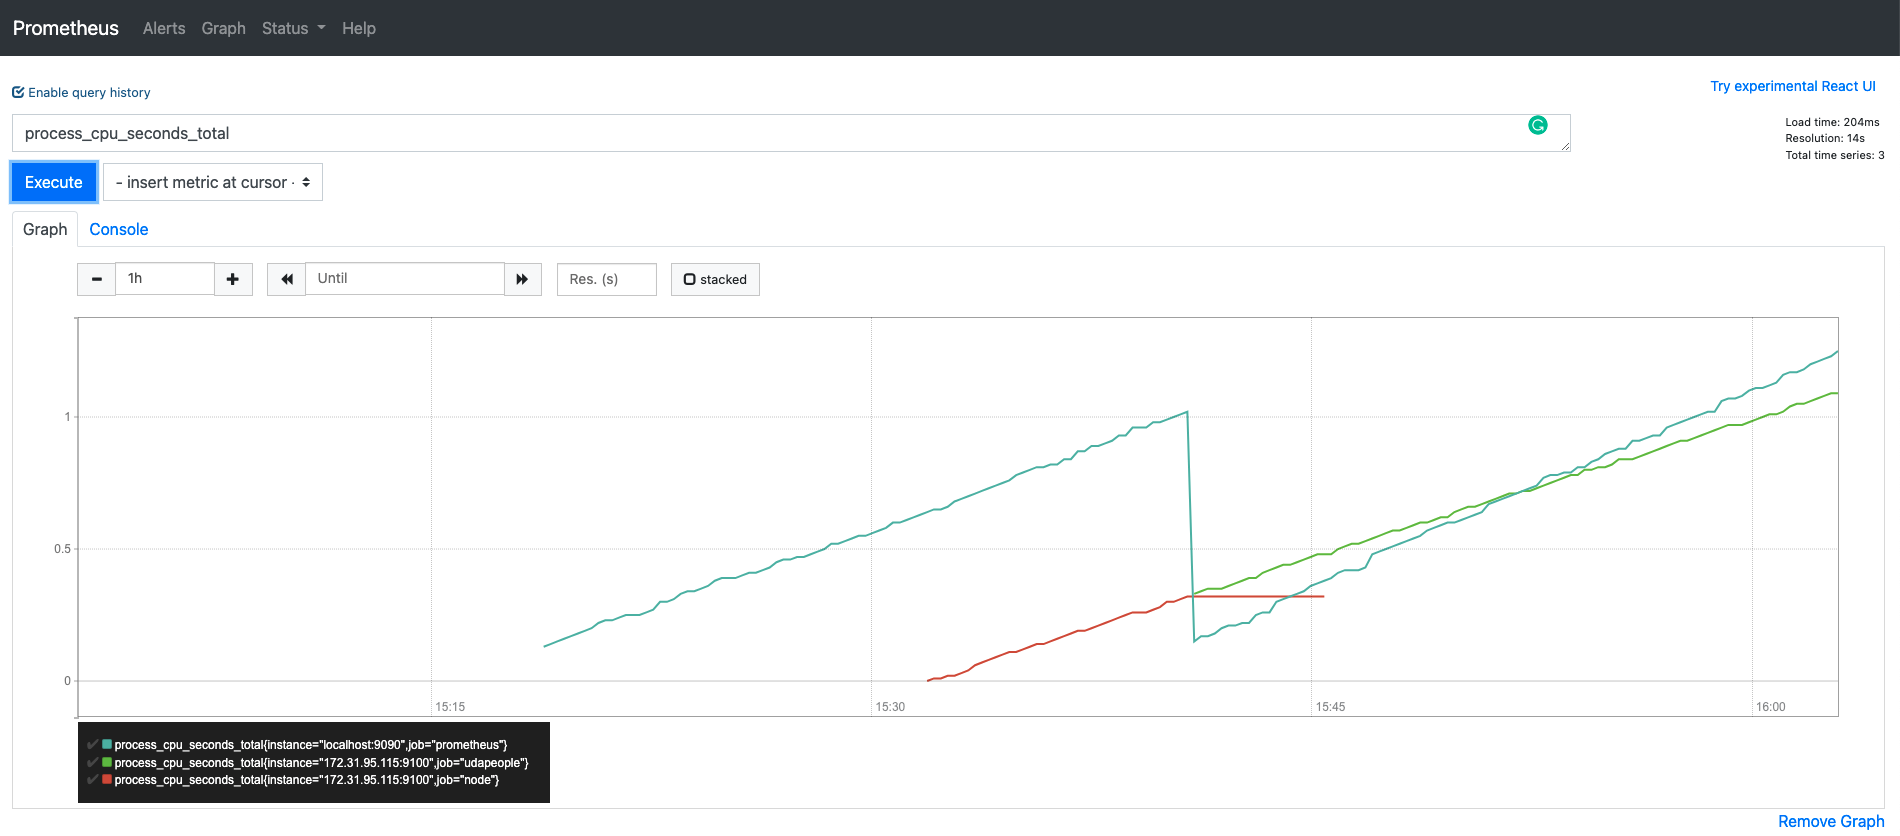 Prometheus Alerts Graph Status Help
Enable query history
Try experimental React UI
process_cpu_seconds_total
Load time: 204ms
Resolution: 14s
Total time series: 3
Execute
- insert metric at cursor -
Graph Console
1h
Until
Res. (s)
stacked
1
0.5
0
15:15 15:30 15:45 16:00
process_cpu_seconds_total{instance="localhost:9090",job="prometheus"}
process_cpu_seconds_total{instance="172.31.95.115:9100",job="udapeople"}
process_cpu_seconds_total{instance="172.31.95.115:9100",job="node"}
Remove Graph